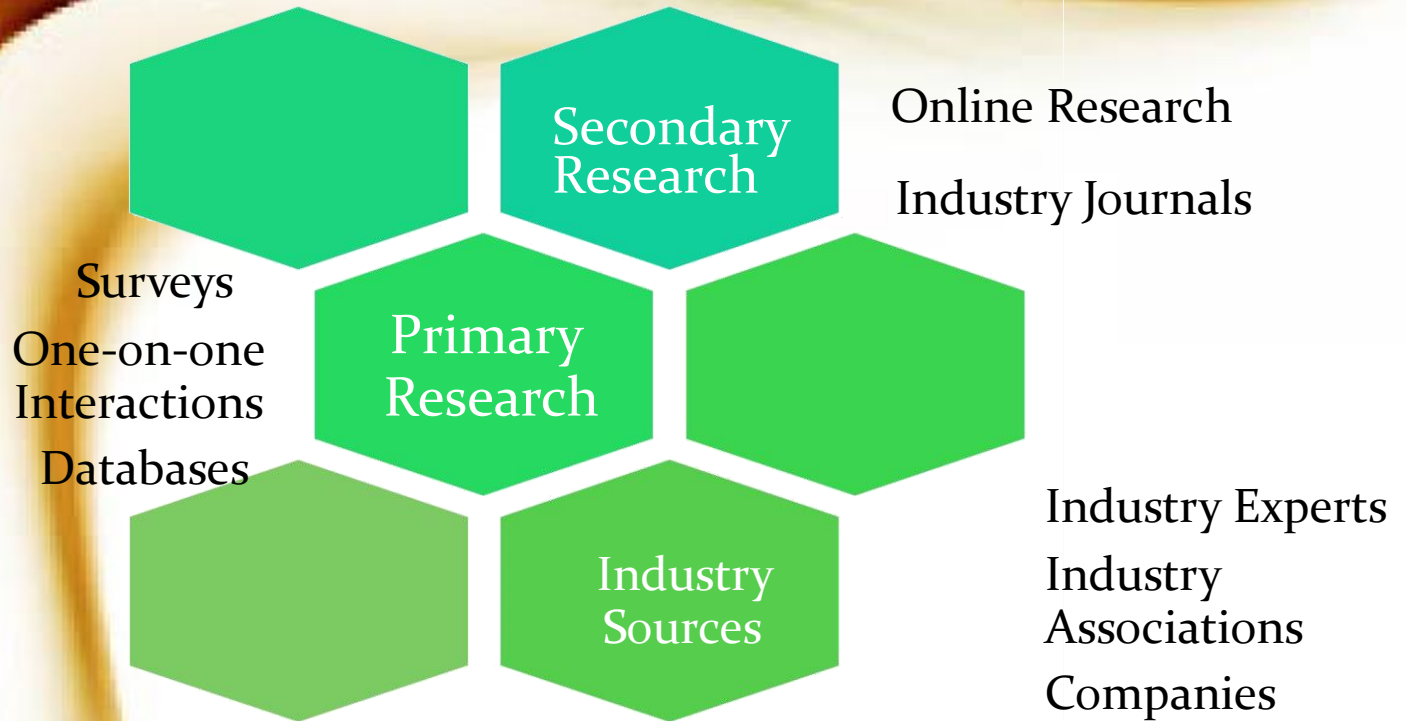 Secondary
Research
Online Research
Industry Journals
Surveys
One-on-one
Interactions
Databases
Primary
Research
Industry
Sources
Industry Experts
Industry
Associations
Companies